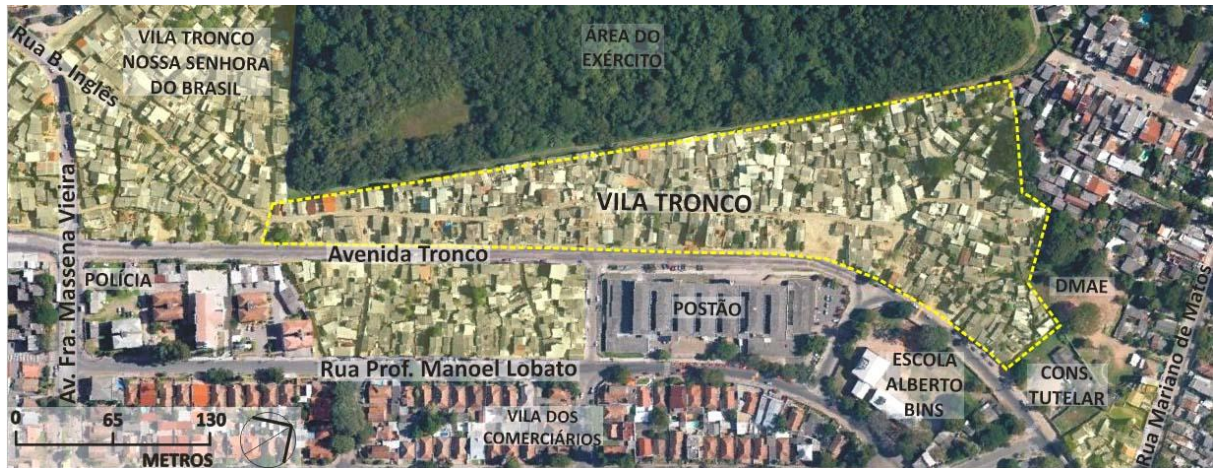 VILA TRONCO
NOSSA SENHORA
DO BRASIL
ÁREA DO
EXÉRCITO
Rua B. Inglês
Av. Fra. Massena Vieira
VILA TRONCO
Avenida Tronco
POLÍCIA
POSTÃO
DMAE
Rua Prof. Manoel Lobato
ESCOLA
ALBERTO
BINS
CONS.
TUTELAR
Rua Mariano de Matos
VILA DOS
COMERCIÁRIOS
0 65 130
METROS